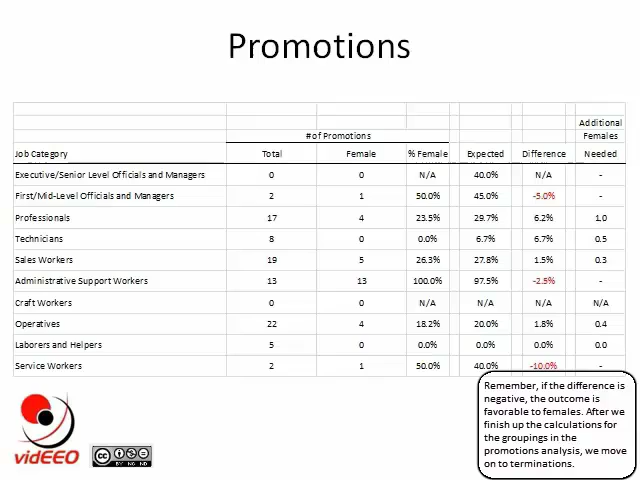 Promotions
Additional
# of Promotions Females
Job Category Total Female % Female Expected Difference Needed
Executive/Senior Level Officials and Managers 0 0 N/A 40.0% N/A -
First/Mid-Level Officials and Managers 2 1 50.0% 45.0% -5.0% -
Professionals 17 4 23.5% 29.7% 6.2% 1.0
Technicians 8 0 0.0% 6.7% 6.7% 0.5
Sales Workers 19 5 26.3% 27.8% 1.5% 0.3
Administrative Support Workers 13 13 100.0% 97.5% -2.5% -
Craft Workers 0 0 N/A N/A N/A N/A
Operatives 22 4 18.2% 20.0% 1.8% 0.4
Laborers and Helpers 5 0 0.0% 0.0% 0.0% 0.0
Service Workers 2 1 50.0% 40.0% -10.0% -
Remember, if the difference is
negative, the outcome is
favorable to females. After we
finish up the calculations for
the groupings in the
promotions analysis, we move
on to terminations.
vidEEO
cc
BY NC ND